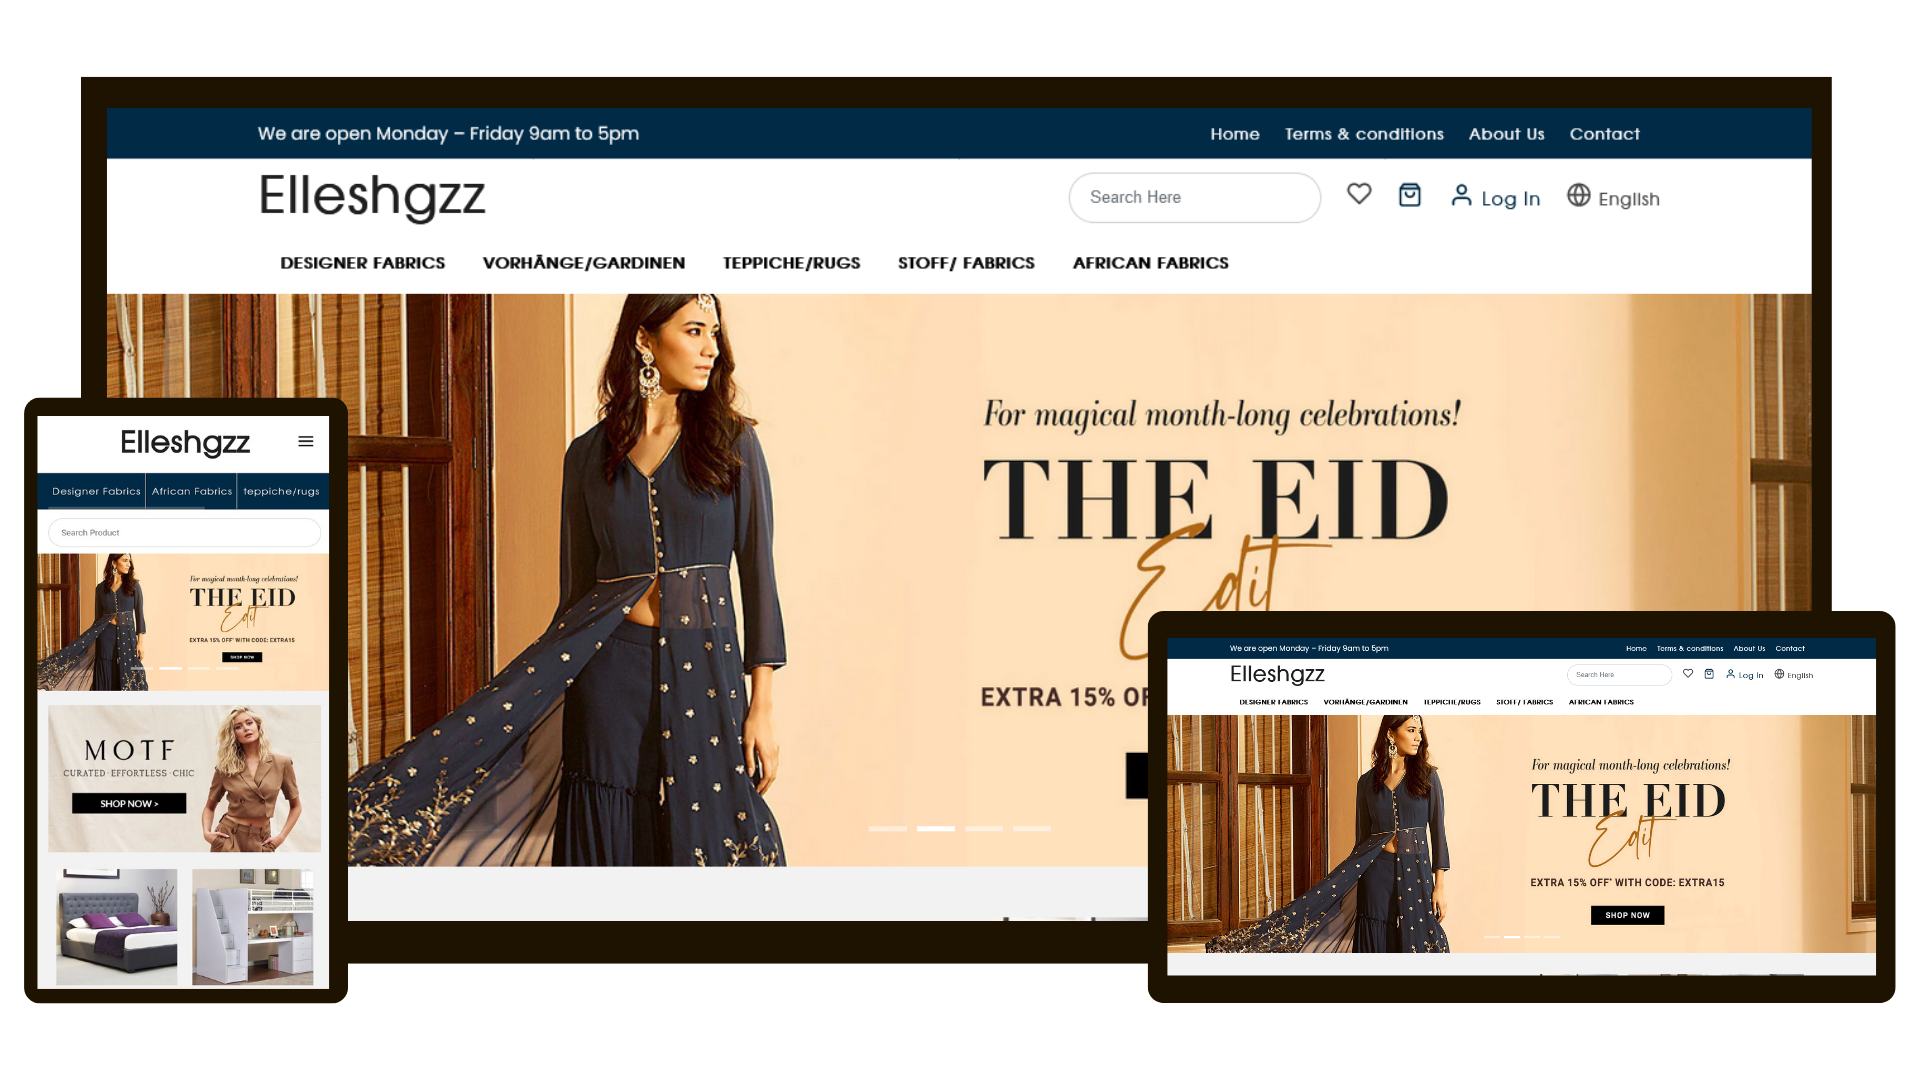 We are open Monday – Friday 9am to 5pm
Home Terms & conditions About Us Contact
Elleshgzz
Search Here
Log In
English
DESIGNER FABRICS VORHÄNGE/GARDINEN TEPPICHE/RUGS STOFF/ FABRICS AFRICAN FABRICS
For magical month-long celebrations!
THE EID
Edit
EXTRA 15% OF
Elleshgzz
Designer Fabrics African Fabrics teppiche/rugs
Search Product
For magical month-long celebrations!
THE EID
Edit
EXTRA 15% OFF* WITH CODE: EXTRA15
SHOP NOW
MOTF
CURATED·EFFORTLESS·CHIC
SHOP NOW >
We are open Monday – Friday 9am to 5pm
Home Terms & conditions About Us Contact
Elleshgzz
Search Here
Log In
English
DESIGNER FABRICS VORHÄNGE/GARDINEN TEPPICHE/RUGS STOFF/ FABRICS AFRICAN FABRICS
For magical month-long celebrations!
THE EID
Edit
EXTRA 15% OFF* WITH CODE: EXTRA15
SHOP NOW